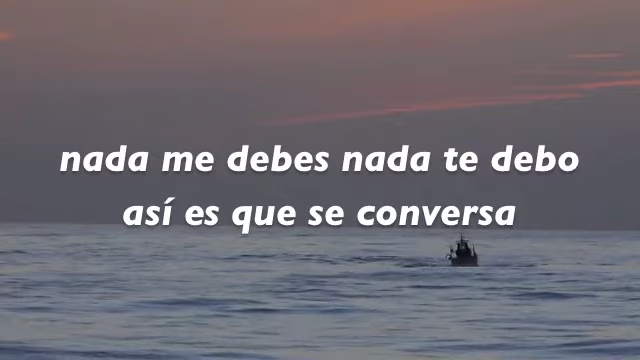 nada me debes nada te debo
así es que se conversa